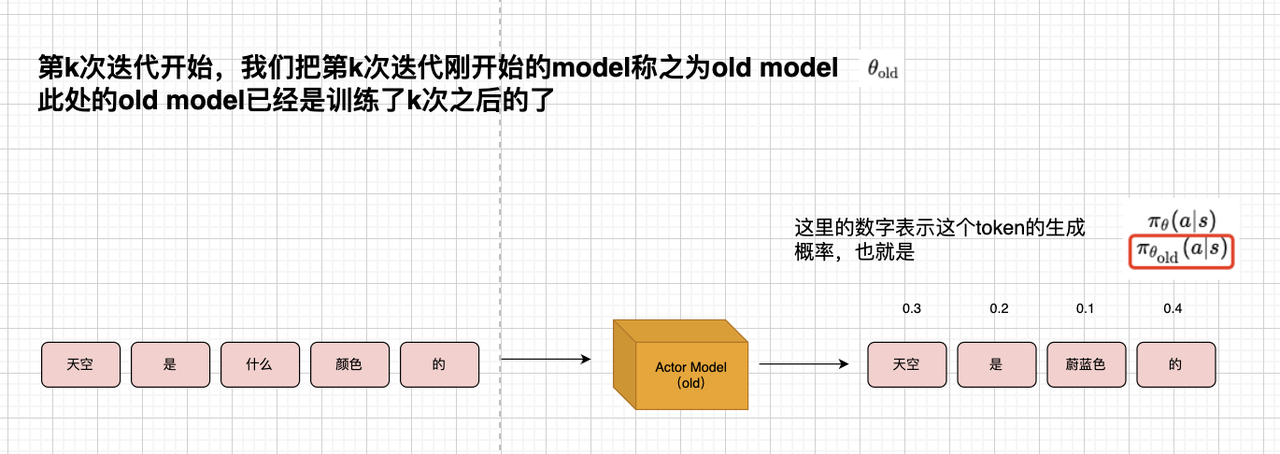 第k次迭代开始，我们把第k次迭代刚开始的model称之为old model θ_old
此处的old model已经是训练了k次之后的了
这里的数字表示这个token的生成
概率，也就是
π_θ(a|s)
π_θ_old(a|s)
0.3 0.2 0.1 0.4
天空 是 什么 颜色 的
Actor Model
（old）
天空 是 蔚蓝色 的